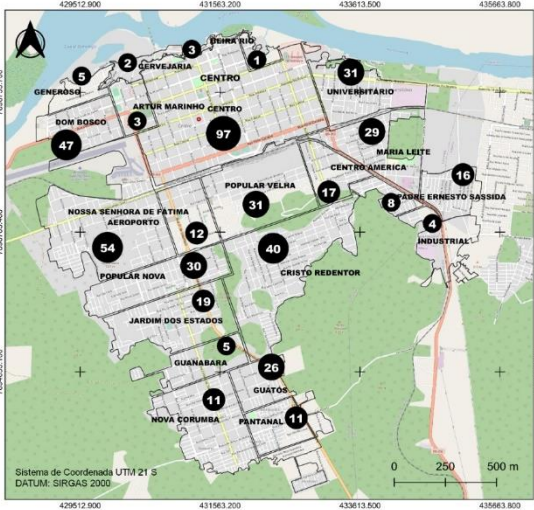 429512.900 431563.200 433613.500 435663.800
BEIRA RIO
3
2
CERVEJARIA
1
5
CENTRO
31
GENEROSO
UNIVERSITÁRIO
ARTUR MARINHO
CENTRO
DOM BOSCO
3
97
29
47
MARIA LEITE
CENTRO AMÉRICA
16
POPULAR VELHA
17
PADRE ERNESTO SASSIDA
31
8
NOSSA SENHORA DE FÁTIMA
AEROPORTO
12
4
INDUSTRIAL
54
40
30
CRISTO REDENTOR
POPULAR NOVA
19
JARDIM DOS ESTADOS
5
GUANABARA
26
GUATÓS
11
NOVA CORUMBÁ
PANTANAL
11
Sistema de Coordenada UTM 21 S
DATUM: SIRGAS 2000
0 250 500 m
429512.900 431563.200 433613.500 435663.800